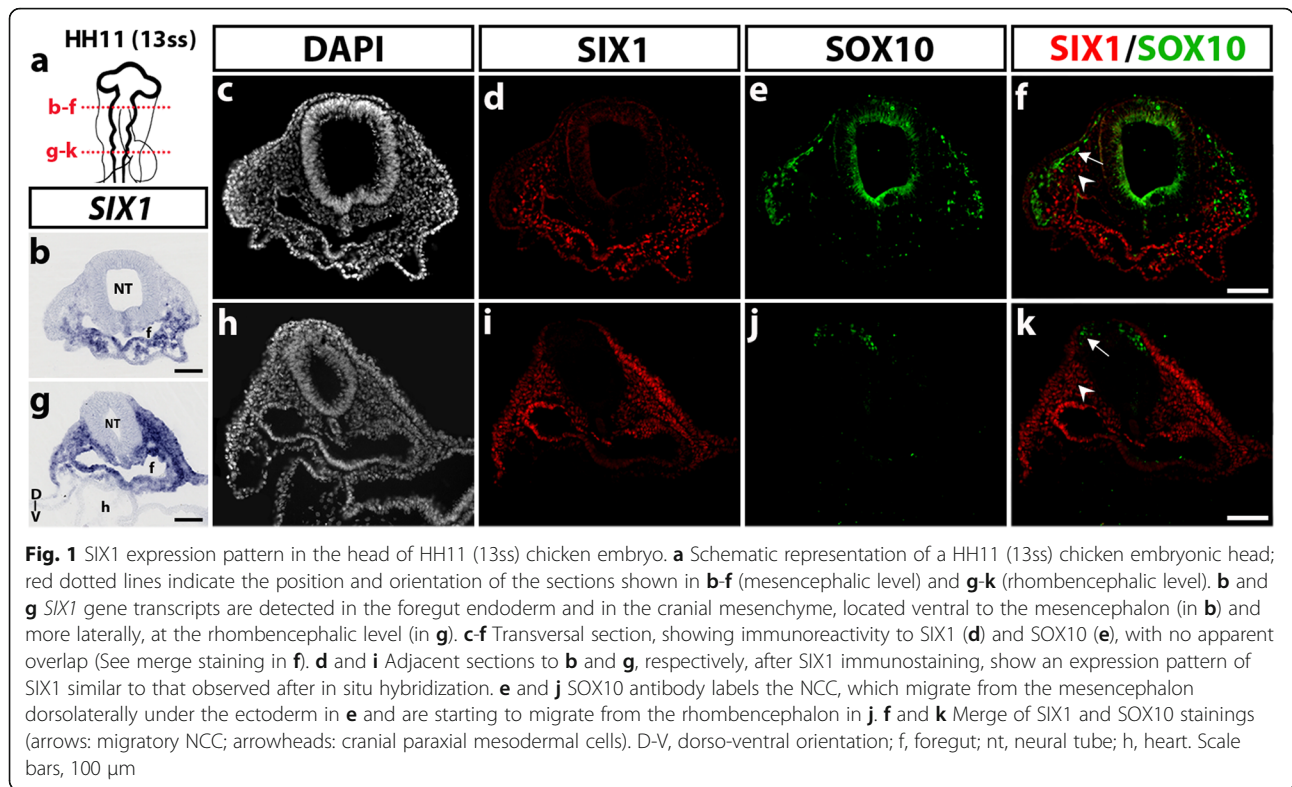 HH11 (13ss)
a
b-f
g-k
SIX1
DAPI
SIX1
SOX10
SIX1/SOX10
b
NT
f
g
NT
f
D
V
h
c
d
e
f
h
i
j
k
Fig. 1 SIX1 expression pattern in the head of HH11 (13ss) chicken embryo. a Schematic representation of a HH11 (13ss) chicken embryonic head;
red dotted lines indicate the position and orientation of the sections shown in b-f (mesencephalic level) and g-k (rhombencephalic level). b and
g SIX1 gene transcripts are detected in the foregut endoderm and in the cranial mesenchyme, located ventral to the mesencephalon (in b) and
more laterally, at the rhombencephalic level (in g). c-f Transversal section, showing immunoreactivity to SIX1 (d) and SOX10 (e), with no apparent
overlap (See merge staining in f). d and i Adjacent sections to b and g, respectively, after SIX1 immunostaining, show an expression pattern of
SIX1 similar to that observed after in situ hybridization. e and j SOX10 antibody labels the NCC, which migrate from the mesencephalon
dorsolaterally under the ectoderm in e and are starting to migrate from the rhombencephalon in j. f and k Merge of SIX1 and SOX10 stainings
(arrows: migratory NCC; arrowheads: cranial paraxial mesodermal cells). D-V, dorso-ventral orientation; f, foregut; nt, neural tube; h, heart. Scale
bars, 100 μm